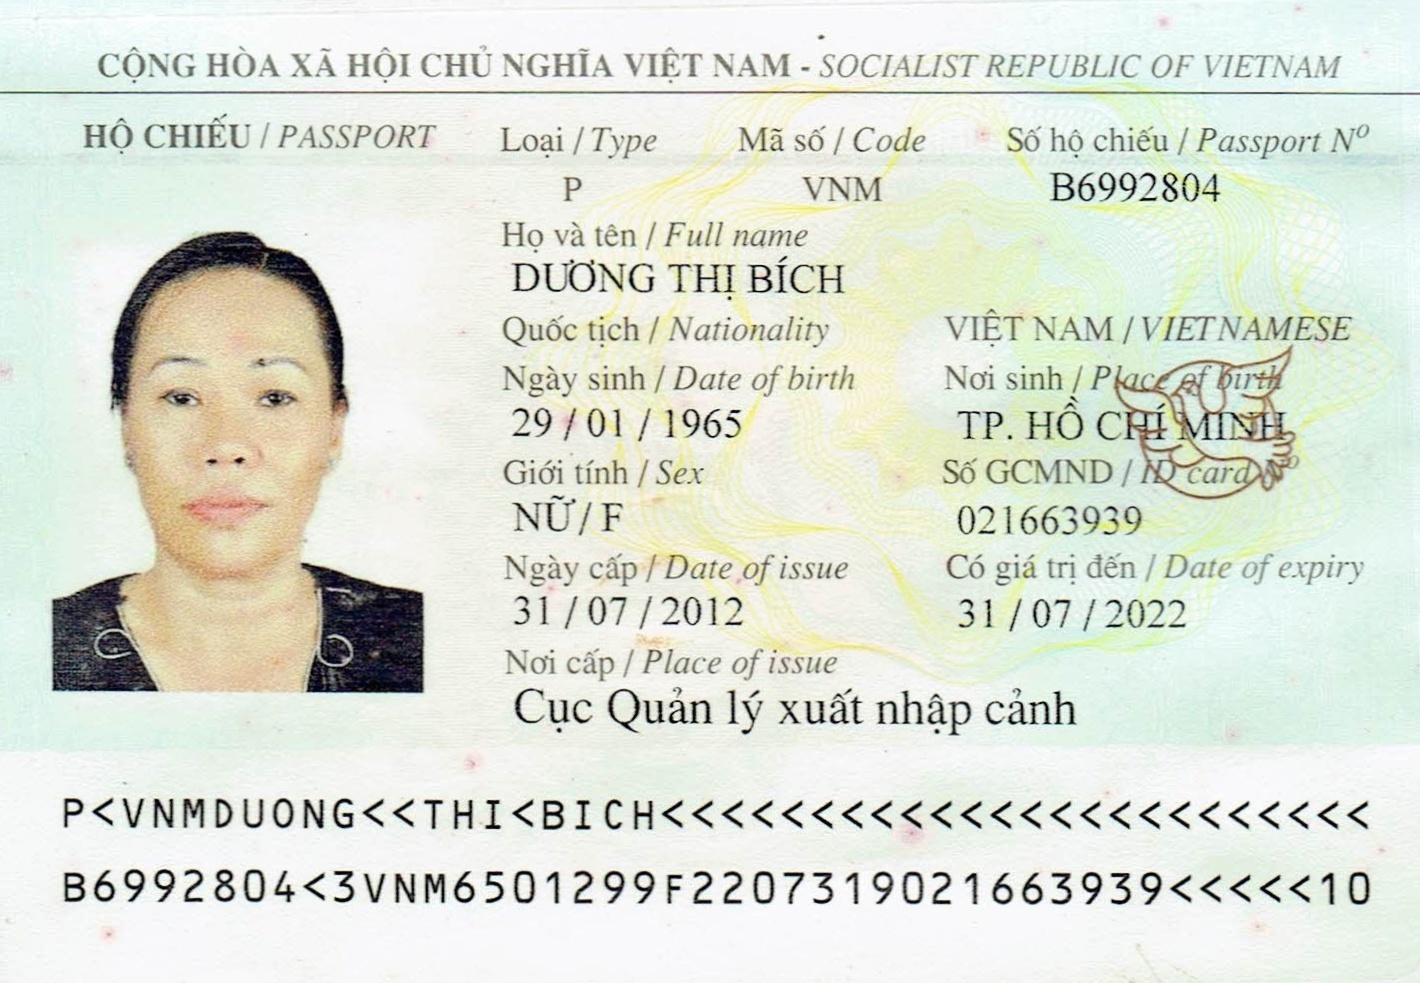 CỘNG HÒA XÃ HỘI CHỦ NGHĨA VIỆT NAM - SOCIALIST REPUBLIC OF VIETNAM
HỘ CHIẾU / PASSPORT Loại / Type Mã số / Code Số hộ chiếu / Passport Nº
P VNM B6992804
Họ và tên / Full name
DƯƠNG THỊ BÍCH
Quốc tịch / Nationality VIỆT NAM / VIETNAMESE
Ngày sinh / Date of birth Nơi sinh / Place of birth
29 / 01 / 1965 TP. HỒ CHÍ MINH
Giới tính / Sex Số GCMND / ID card Nº
NỮ / F 021663939
Ngày cấp / Date of issue Có giá trị đến / Date of expiry
31 / 07 / 2012 31 / 07 / 2022
Nơi cấp / Place of issue
Cục Quản lý xuất nhập cảnh
P<VNMDUONG<<THI<BICH<<<<<<<<<<<<<<<<<<<<<<<<
B6992804<3VNM6501299F2207319021663939<<<<<10